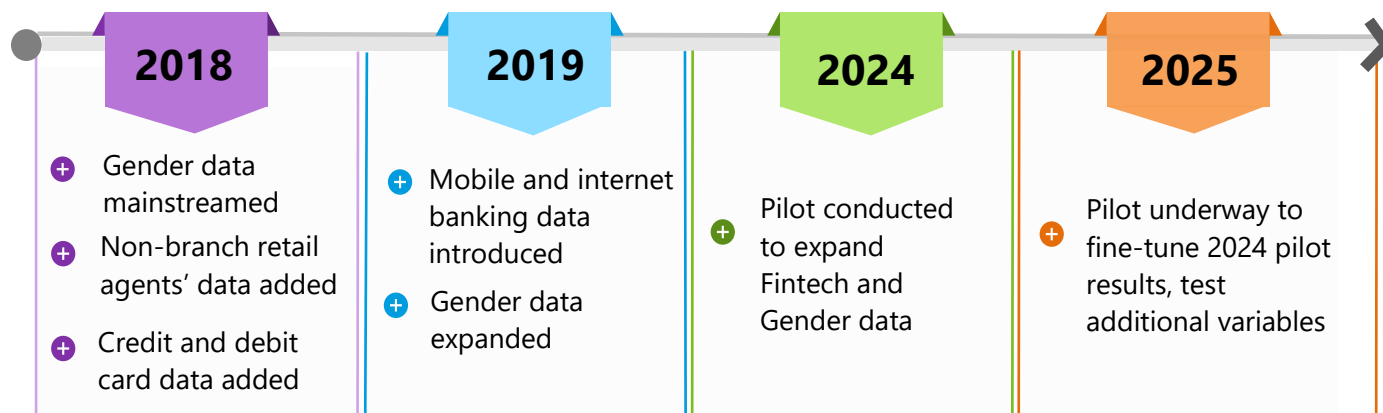 2018
Gender data
mainstreamed
Non-branch retail
agents’ data added
Credit and debit
card data added
2019
Mobile and internet
banking data
introduced
Gender data
expanded
2024
Pilot conducted
to expand
Fintech and
Gender data
2025
Pilot underway to
fine-tune 2024 pilot
results, test
additional variables